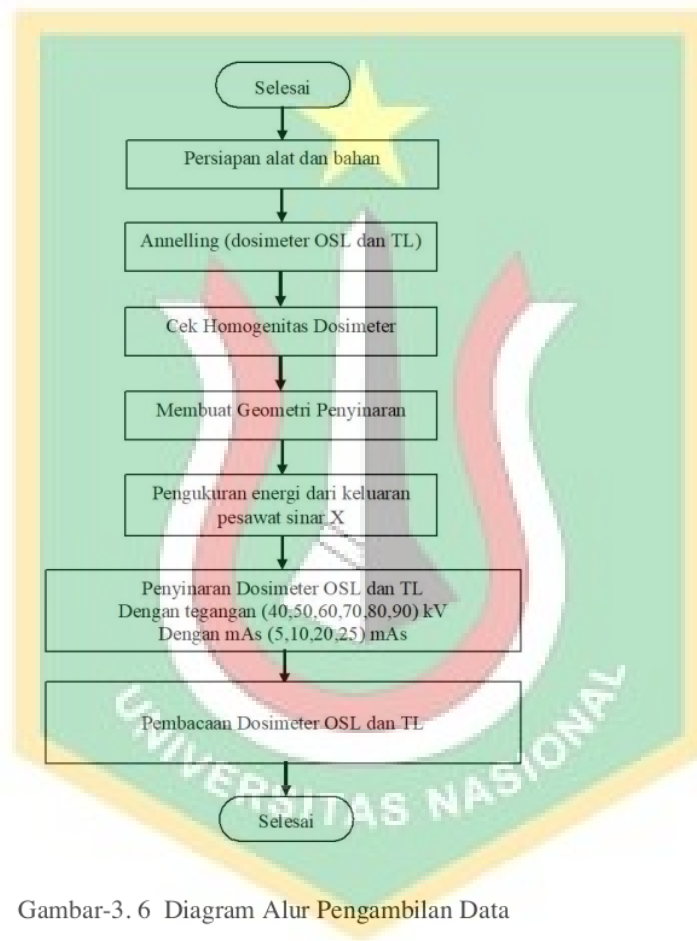 Selesai
Persiapan alat dan bahan
Annelling (dosimeter OSL dan TL)
Cek Homogenitas Dosimeter
Membuat Geometri Penyinaran
Pengukuran energi dari keluaran
pesawat sinar X
Penyinaran Dosimeter OSL dan TL
Dengan tegangan (40,50,60,70,80,90) kV
Dengan mAs (5,10,20,25) mAs
Pembacaan Dosimeter OSL dan TL
Selesai
UNIVERSITAS NASIONAL
Gambar-3. 6 Diagram Alur Pengambilan Data